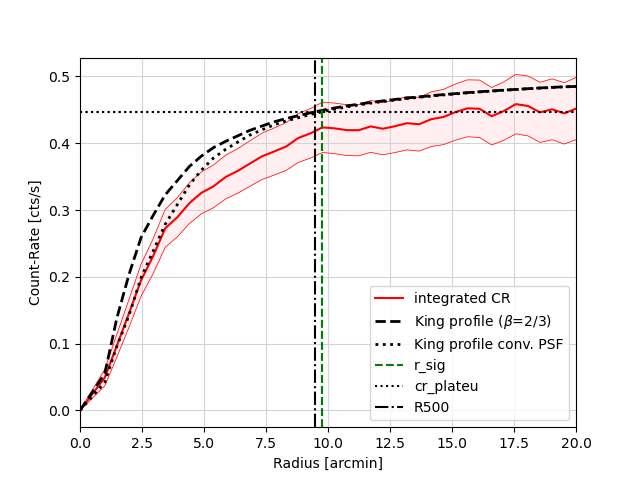 0.5
0.4
0.3
0.2
0.1
0.0
Count-Rate [cts/s]
integrated CR
King profile (β=2/3)
King profile conv. PSF
r_sig
cr_plateu
R500
0.0 2.5 5.0 7.5 10.0 12.5 15.0 17.5 20.0
Radius [arcmin]